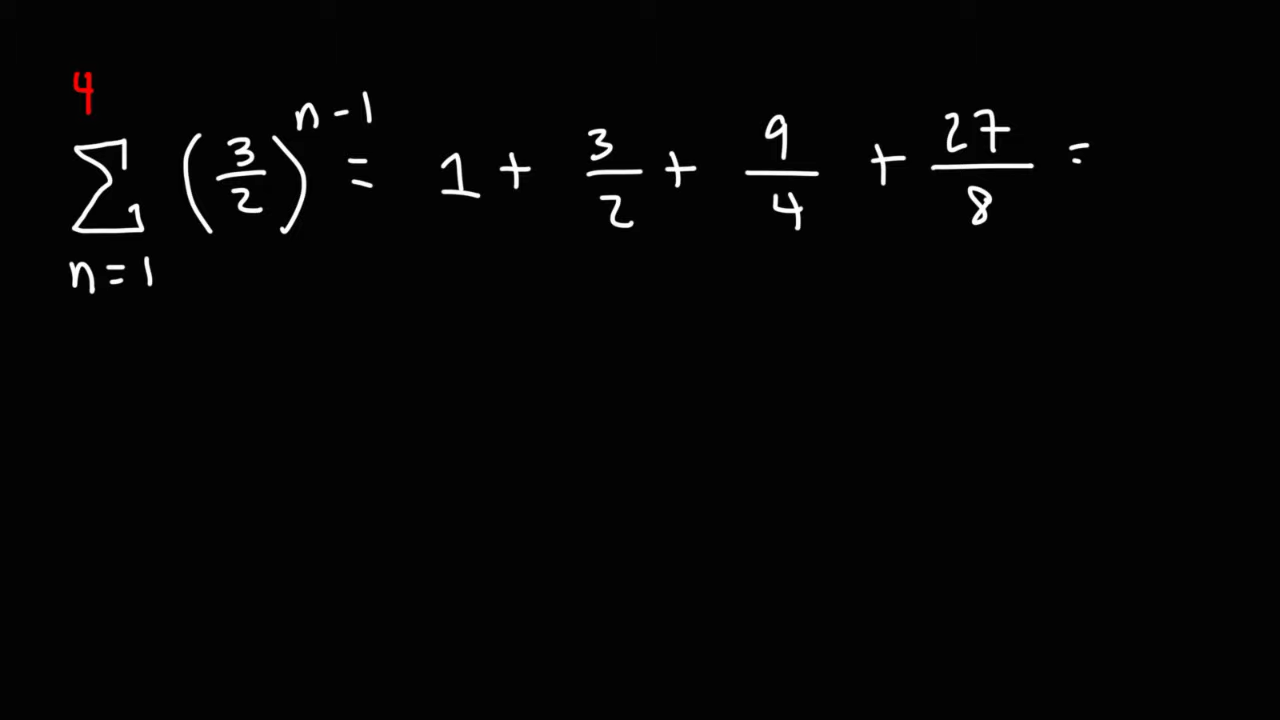 4
∑ (3/2)^(n-1) = 1 + 3/2 + 9/4 + 27/8 =
n = 1